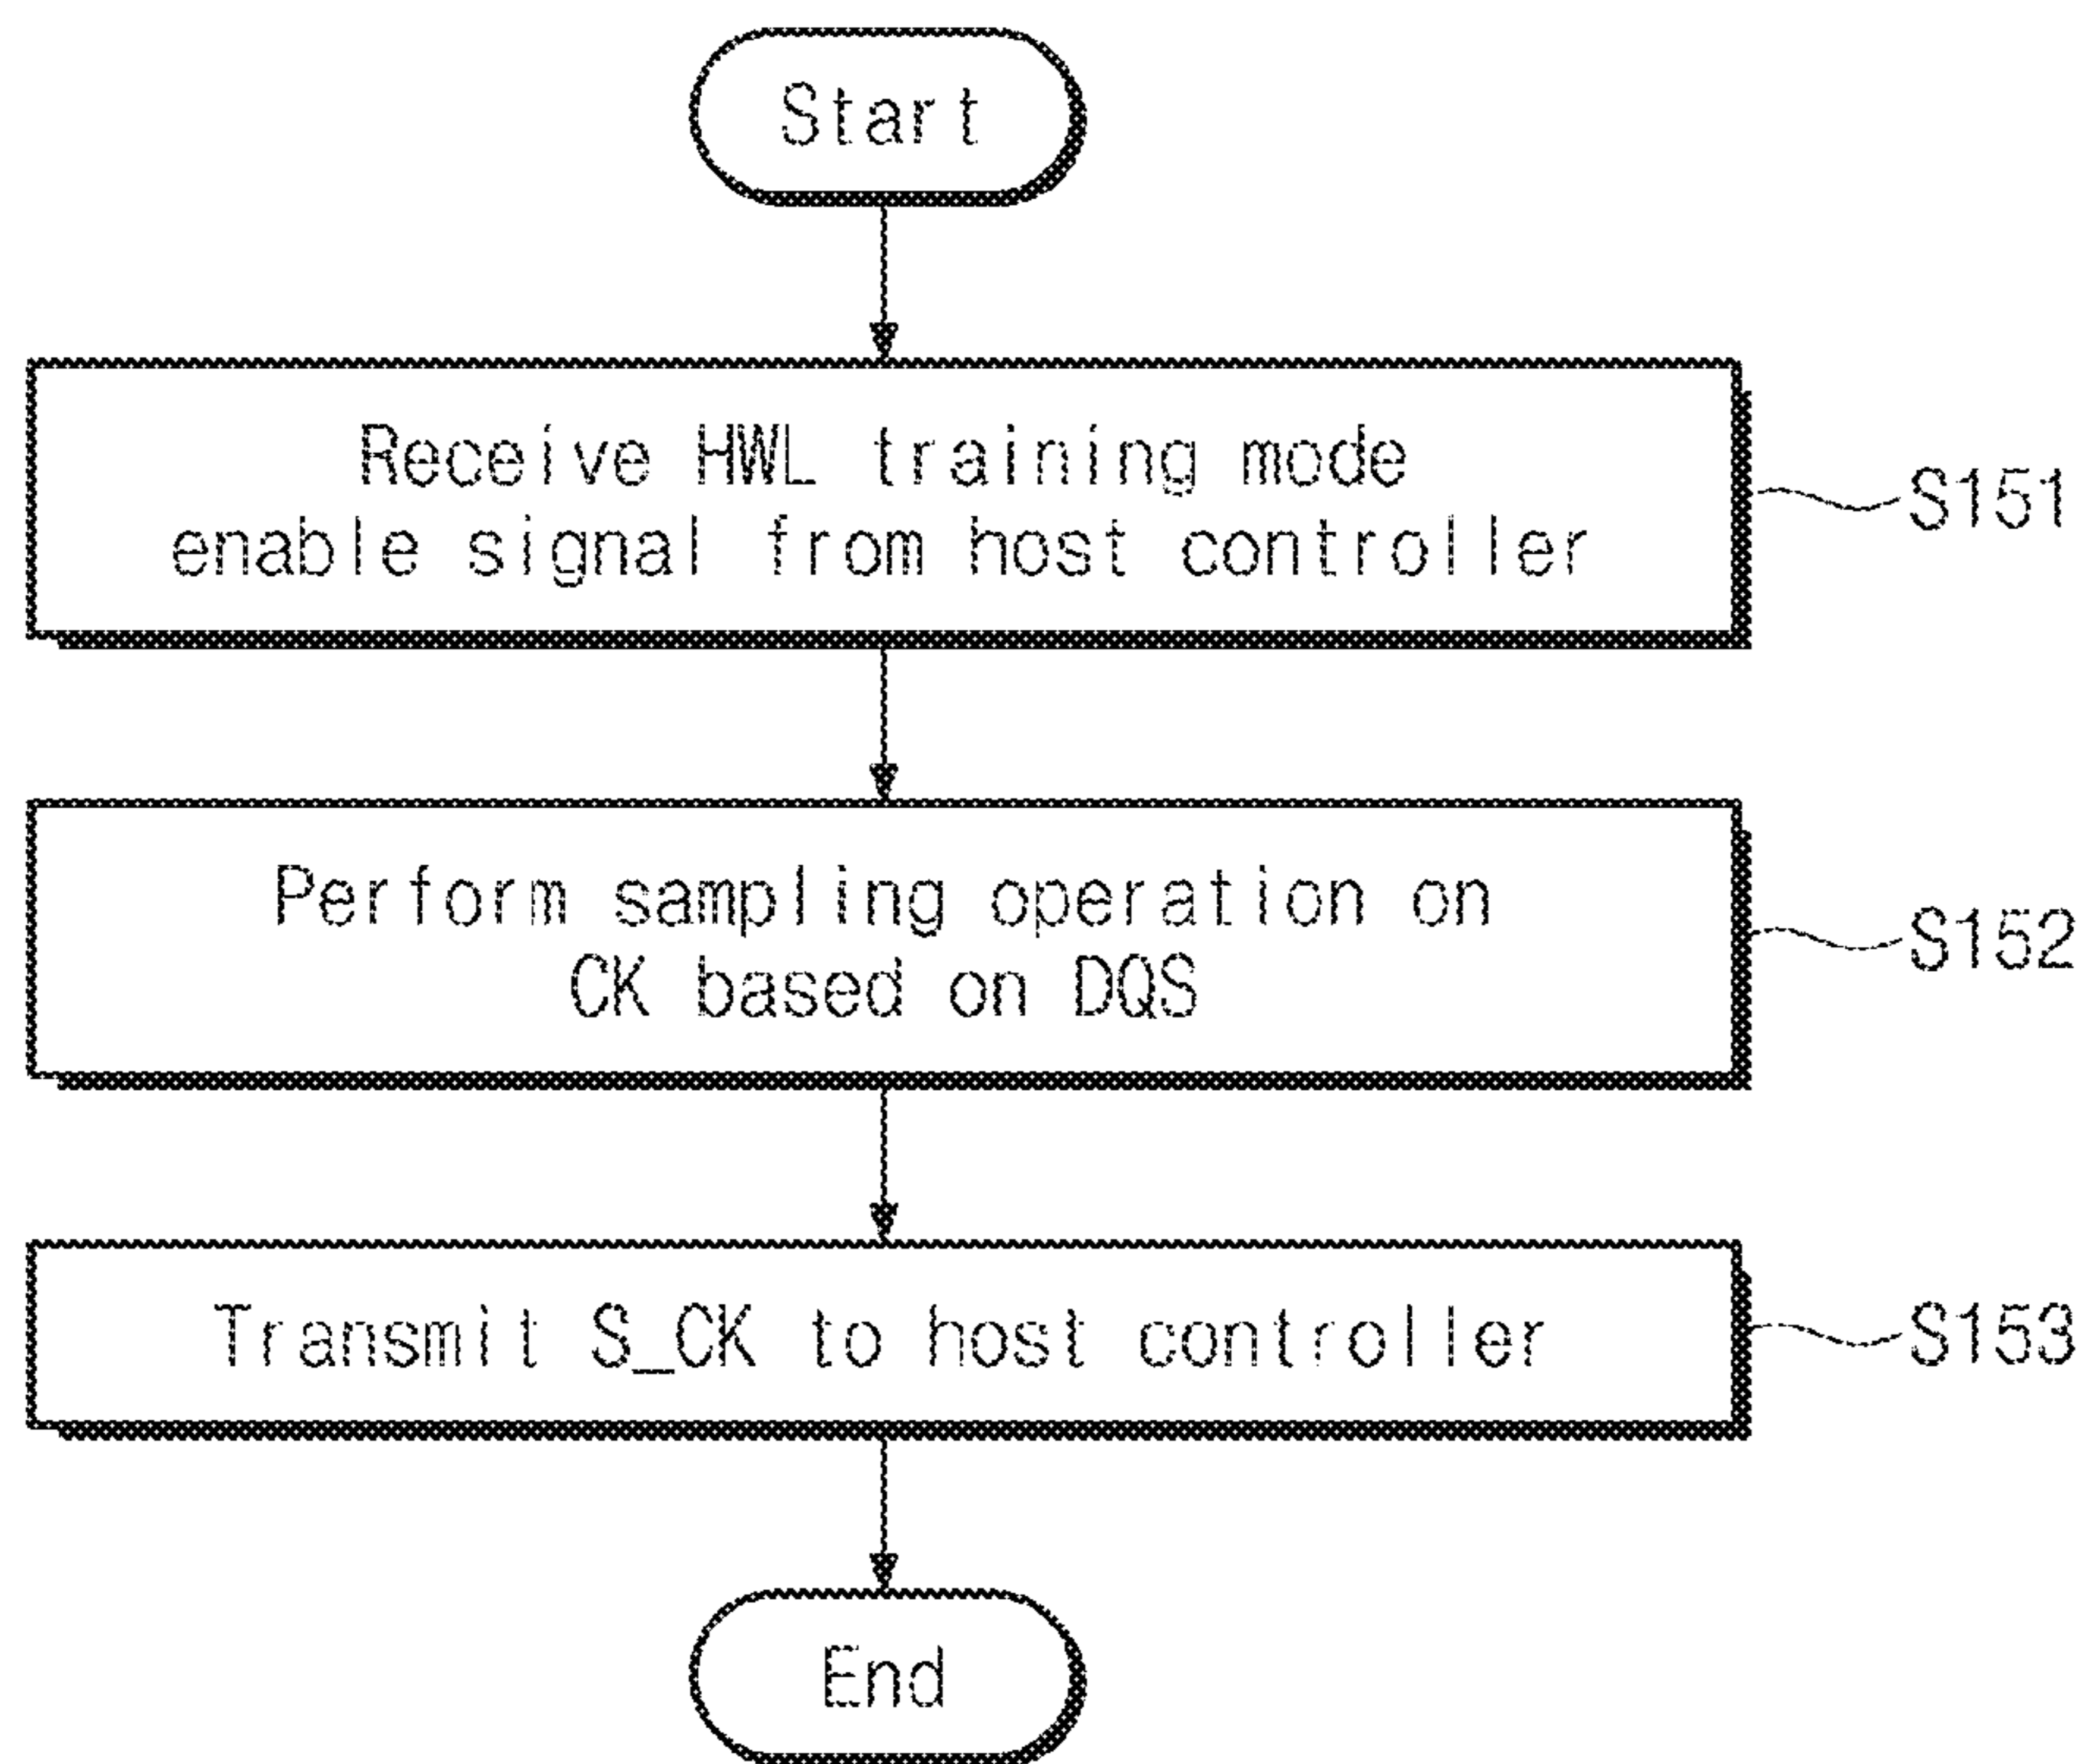 Start
Receive HWL training mode
enable signal from host controller
S151
Perform sampling operation on
CK based on DQS
S152
Transmit S_CK to host controller
S153
End